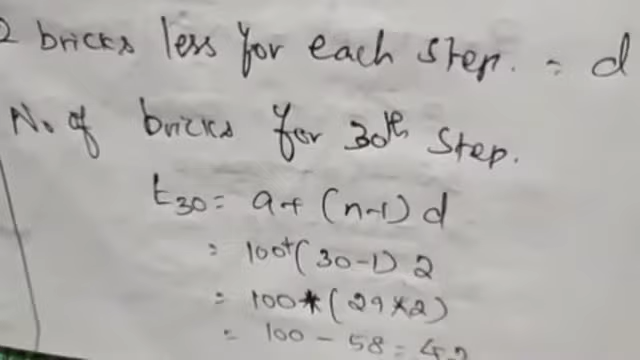 2 bricks less for each step. = d
No. of bricks for 30th step.
t30 = a + (n-1) d
= 100+(30-1) 2
= 100*(29*2)
= 100 - 58 = 42